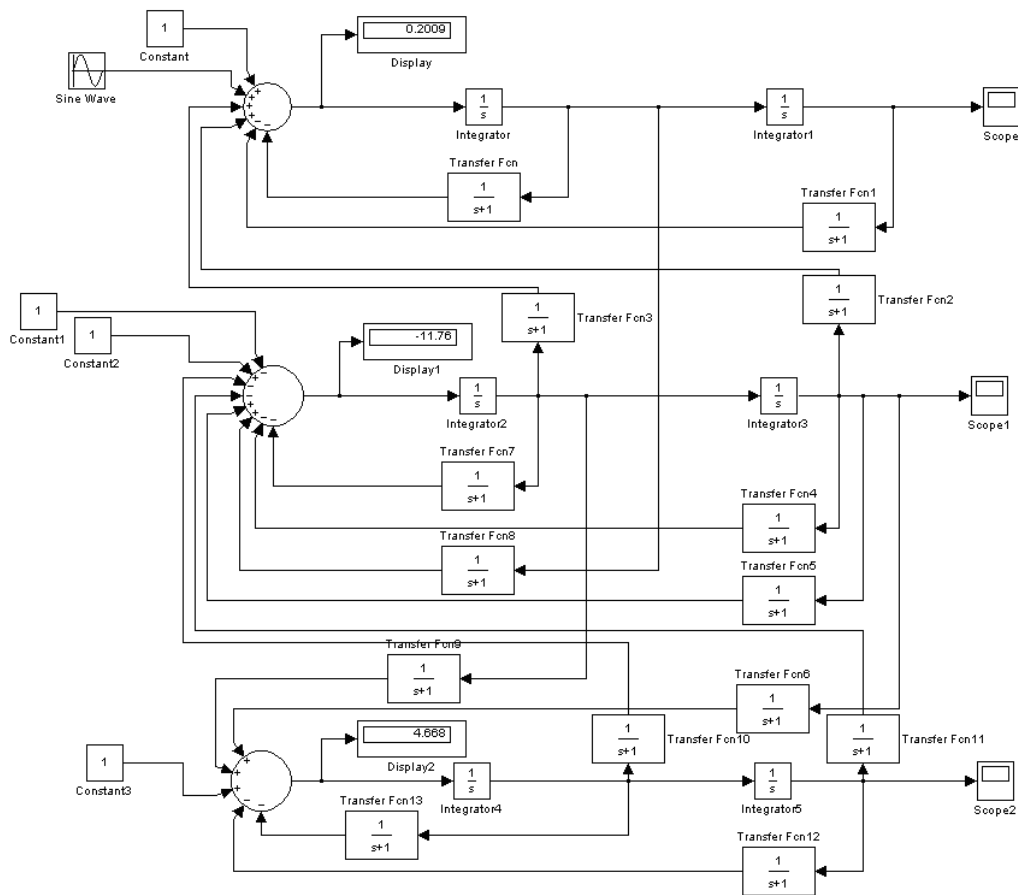 1
Constant
0.2009
Display
Sine Wave
+
+
+
+
−
−
1
s
Integrator
1
s
Integrator1
Scope
Transfer Fcn
1
s+1
Transfer Fcn1
1
s+1
1
s+1
Transfer Fcn2
1
s+1
Transfer Fcn3
1
Constant1
1
Constant2
-11.76
Display1
1
s
Integrator2
1
s
Integrator3
Scope1
Transfer Fcn7
1
s+1
Transfer Fcn4
1
s+1
Transfer Fcn8
1
s+1
Transfer Fcn5
1
s+1
Transfer Fcn9
1
s+1
Transfer Fcn6
1
s+1
1
s+1
Transfer Fcn10
1
s+1
Transfer Fcn11
1
Constant3
4.668
Display2
+
+
+
−
−
1
s
Integrator4
1
s
Integrator5
Scope2
Transfer Fcn13
1
s+1
Transfer Fcn12
1
s+1